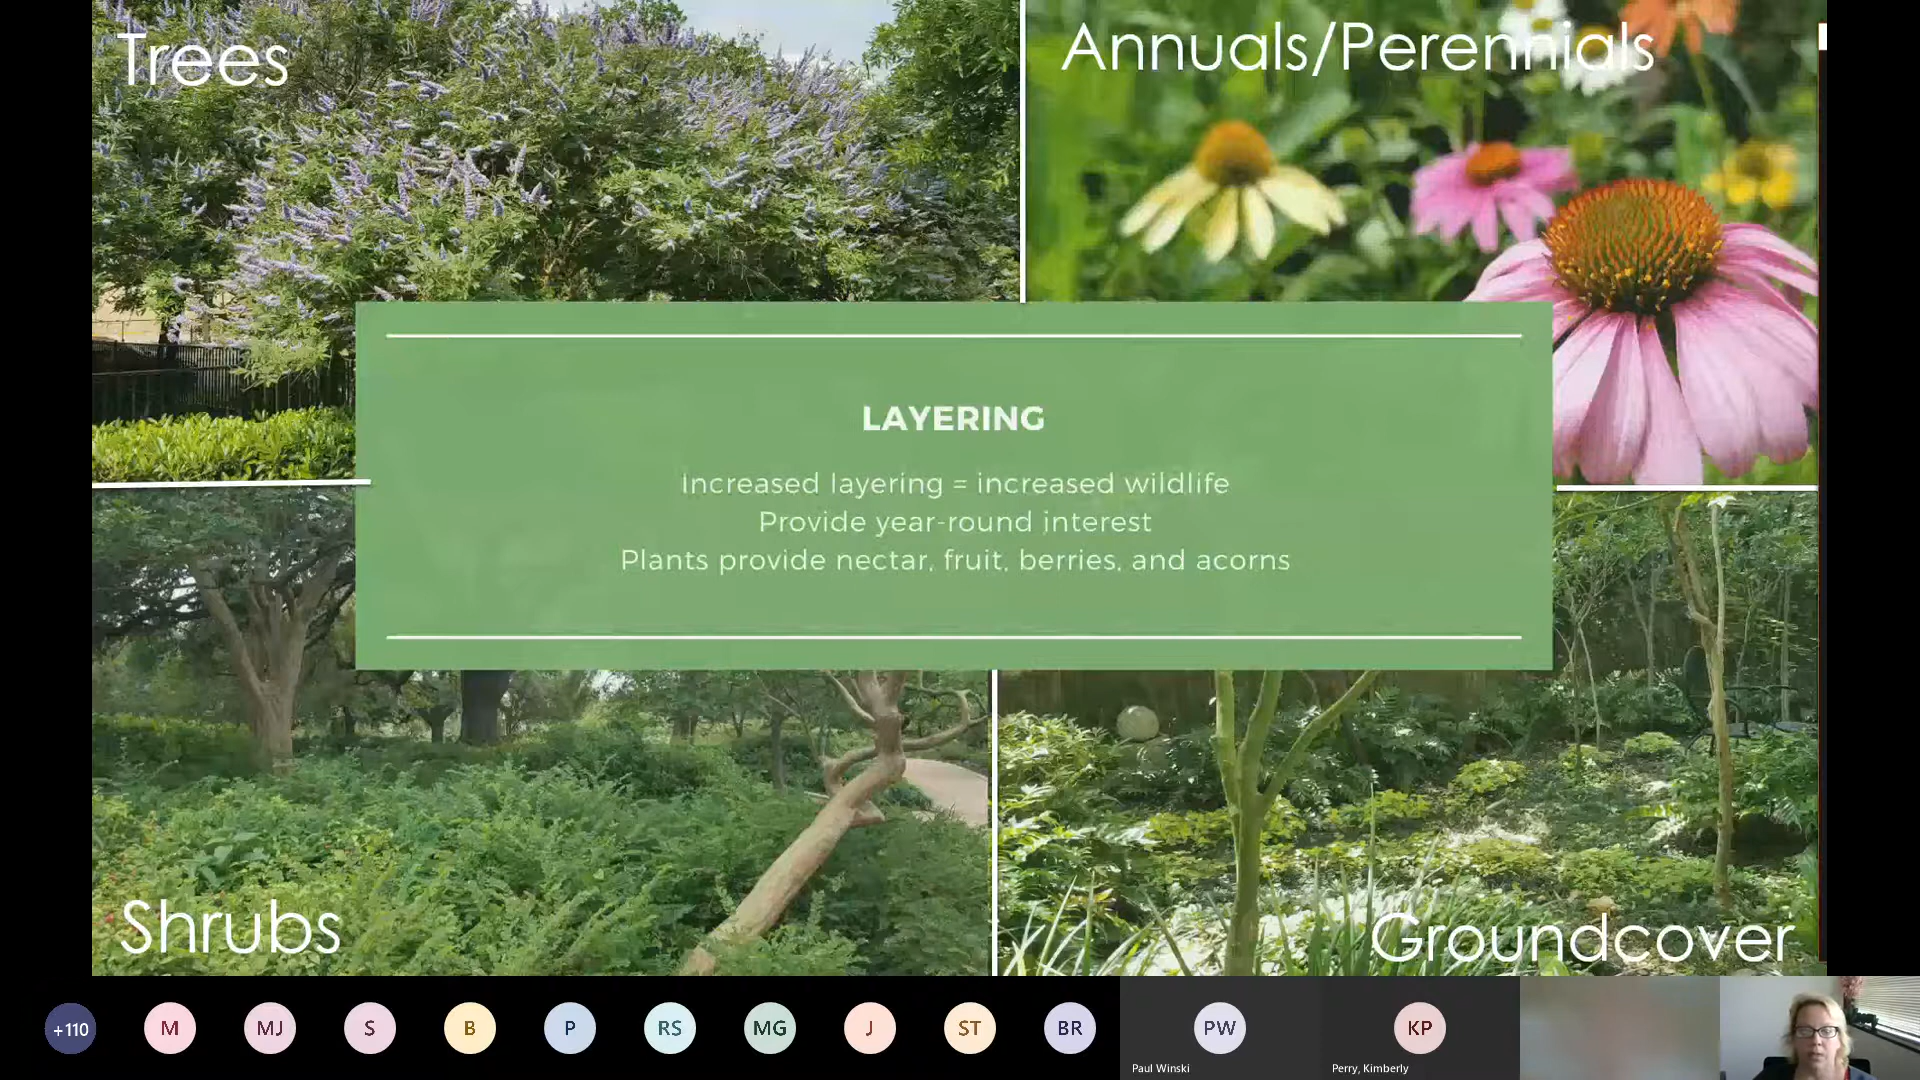 Trees
Annuals/Perennials
LAYERING
Increased layering = increased wildlife
Provide year-round interest
Plants provide nectar, fruit, berries, and acorns
Shrubs
Groundcover
+110
M
MJ
S
B
P
RS
MG
J
ST
BR
PW
KP
Paul Winski
Perry, Kimberly